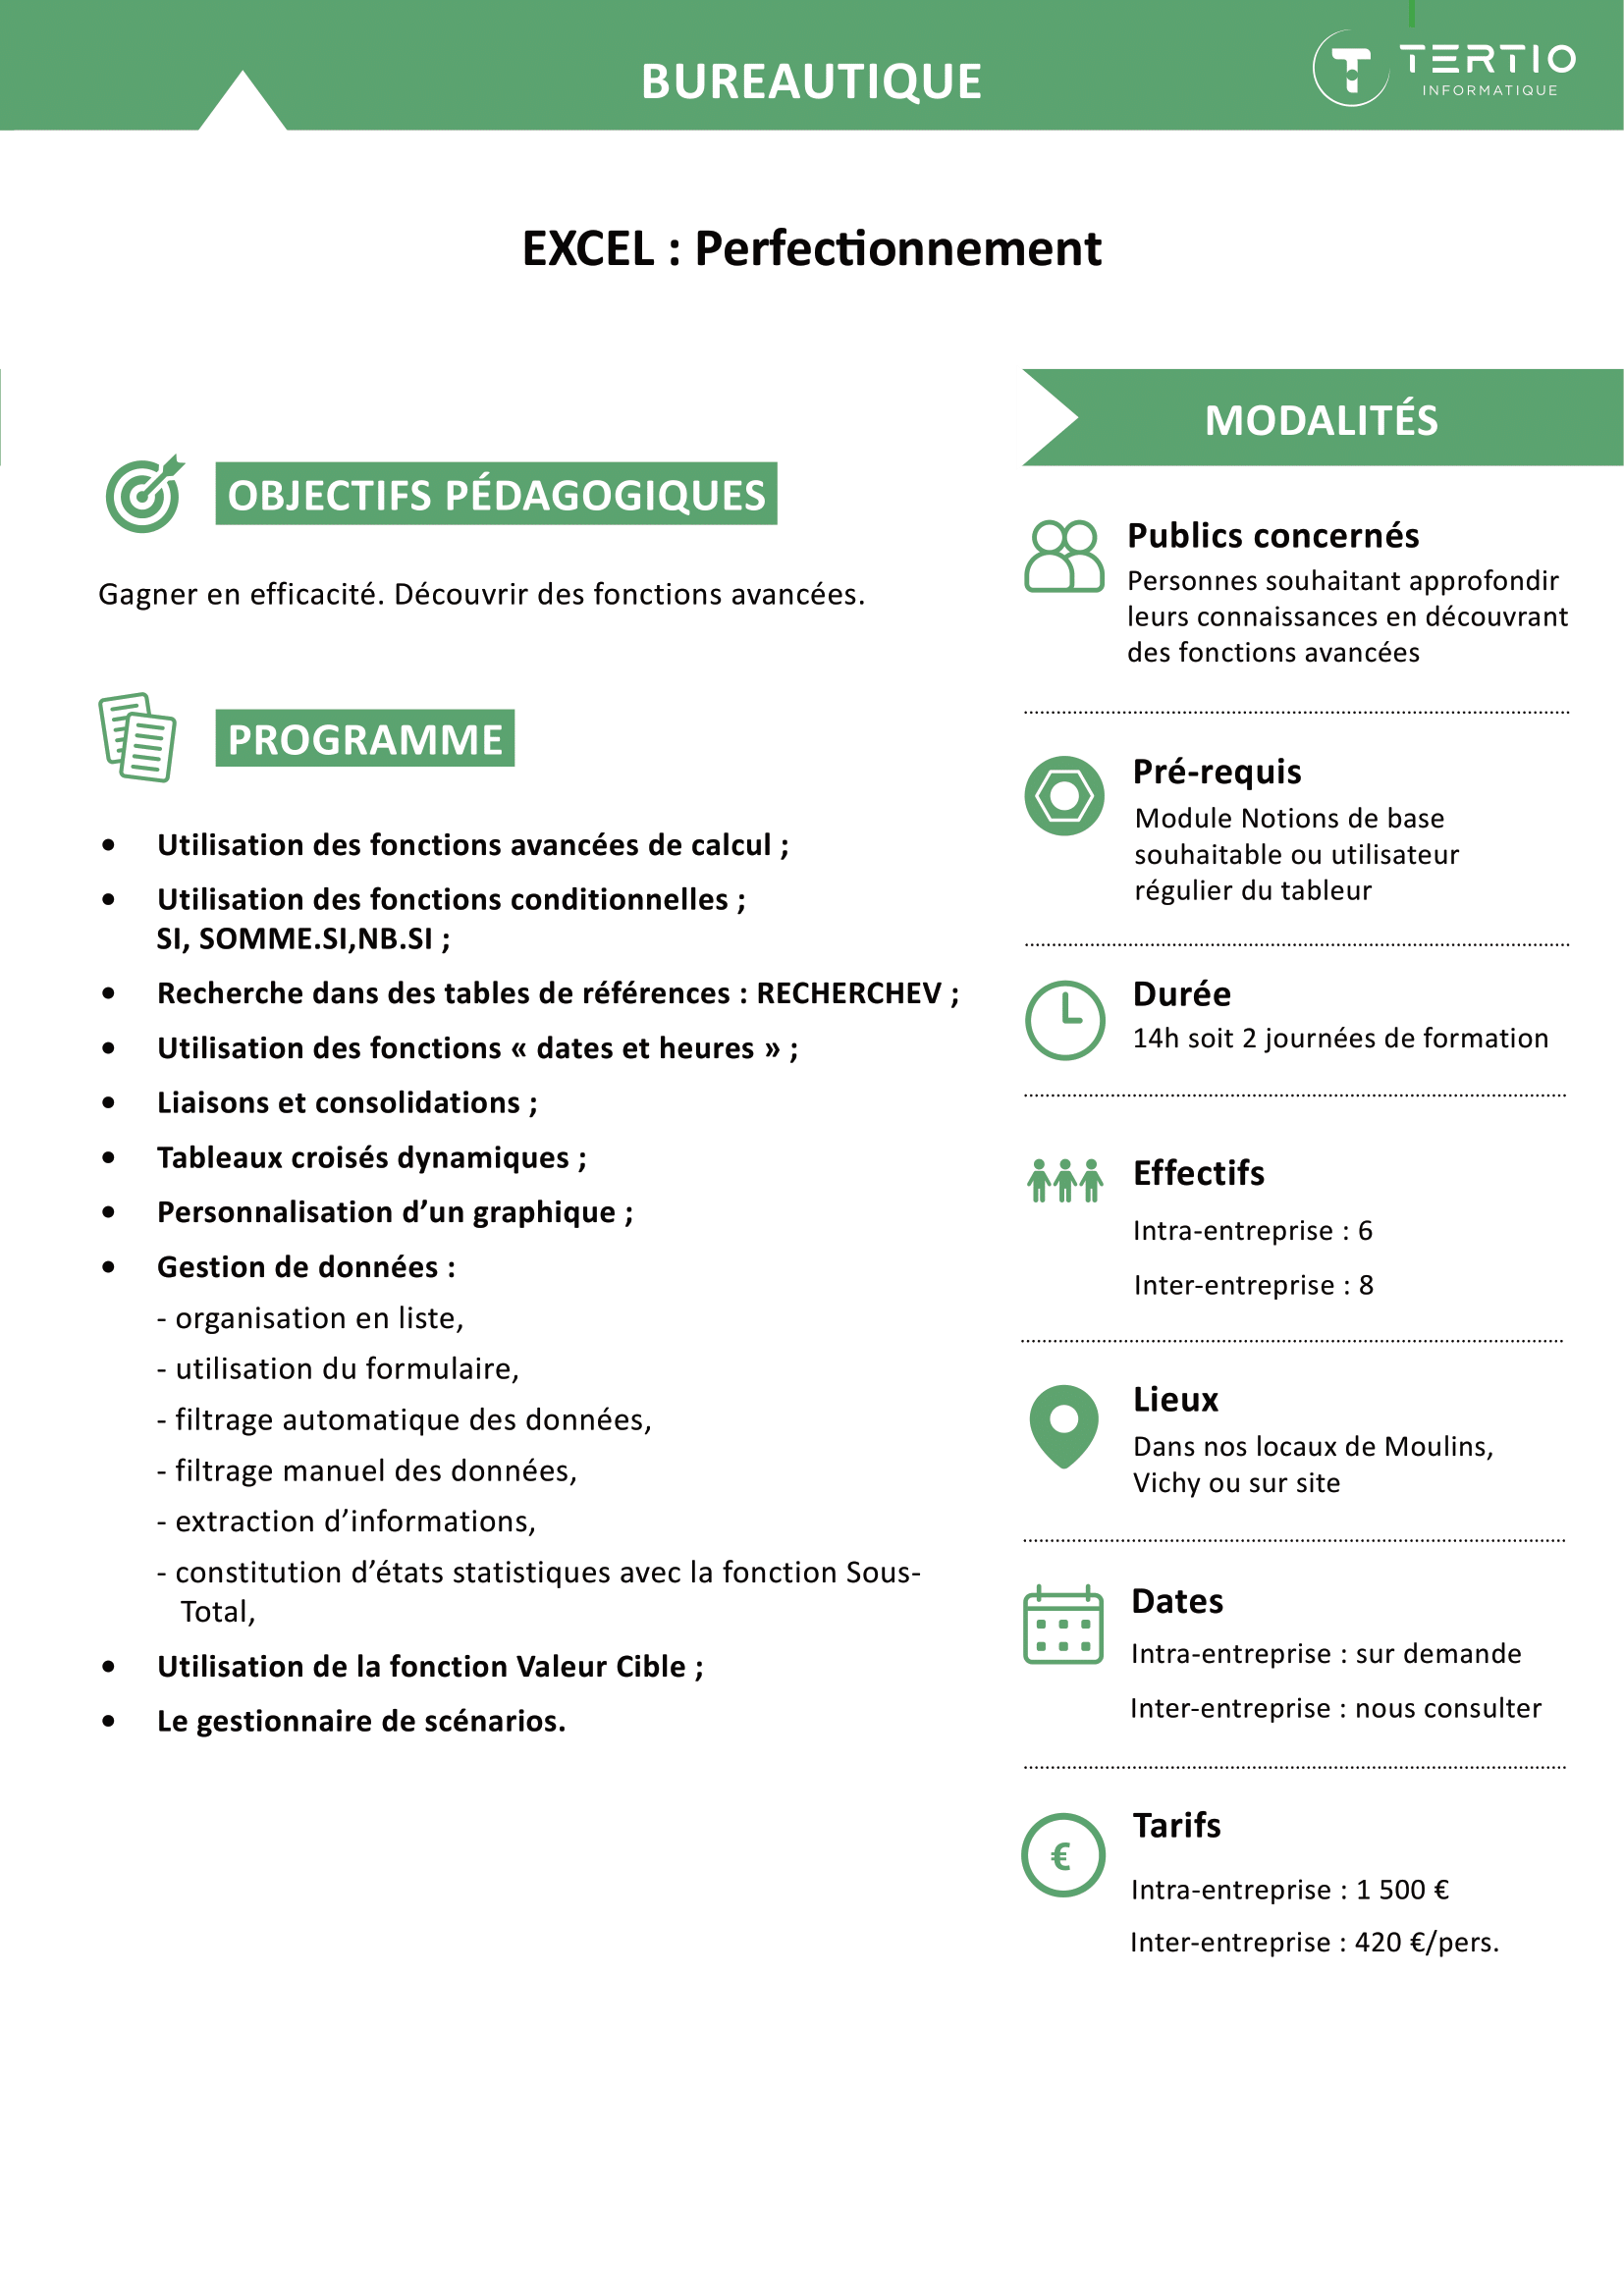 BUREAUTIQUE
TERTIO
INFORMATIQUE
EXCEL : Perfectionnement
OBJECTIFS PÉDAGOGIQUES
Gagner en efficacité. Découvrir des fonctions avancées.
PROGRAMME
• Utilisation des fonctions avancées de calcul ;
• Utilisation des fonctions conditionnelles ;
SI, SOMME.SI,NB.SI ;
• Recherche dans des tables de références : RECHERCHEV ;
• Utilisation des fonctions « dates et heures » ;
• Liaisons et consolidations ;
• Tableaux croisés dynamiques ;
• Personnalisation d’un graphique ;
• Gestion de données :
- organisation en liste,
- utilisation du formulaire,
- filtrage automatique des données,
- filtrage manuel des données,
- extraction d’informations,
- constitution d’états statistiques avec la fonction Sous-
Total,
• Utilisation de la fonction Valeur Cible ;
• Le gestionnaire de scénarios.
MODALITÉS
Publics concernés
Personnes souhaitant approfondir
leurs connaissances en découvrant
des fonctions avancées
Pré-requis
Module Notions de base
souhaitable ou utilisateur
régulier du tableur
Durée
14h soit 2 journées de formation
Effectifs
Intra-entreprise : 6
Inter-entreprise : 8
Lieux
Dans nos locaux de Moulins,
Vichy ou sur site
Dates
Intra-entreprise : sur demande
Inter-entreprise : nous consulter
€
Tarifs
Intra-entreprise : 1 500 €
Inter-entreprise : 420 €/pers.